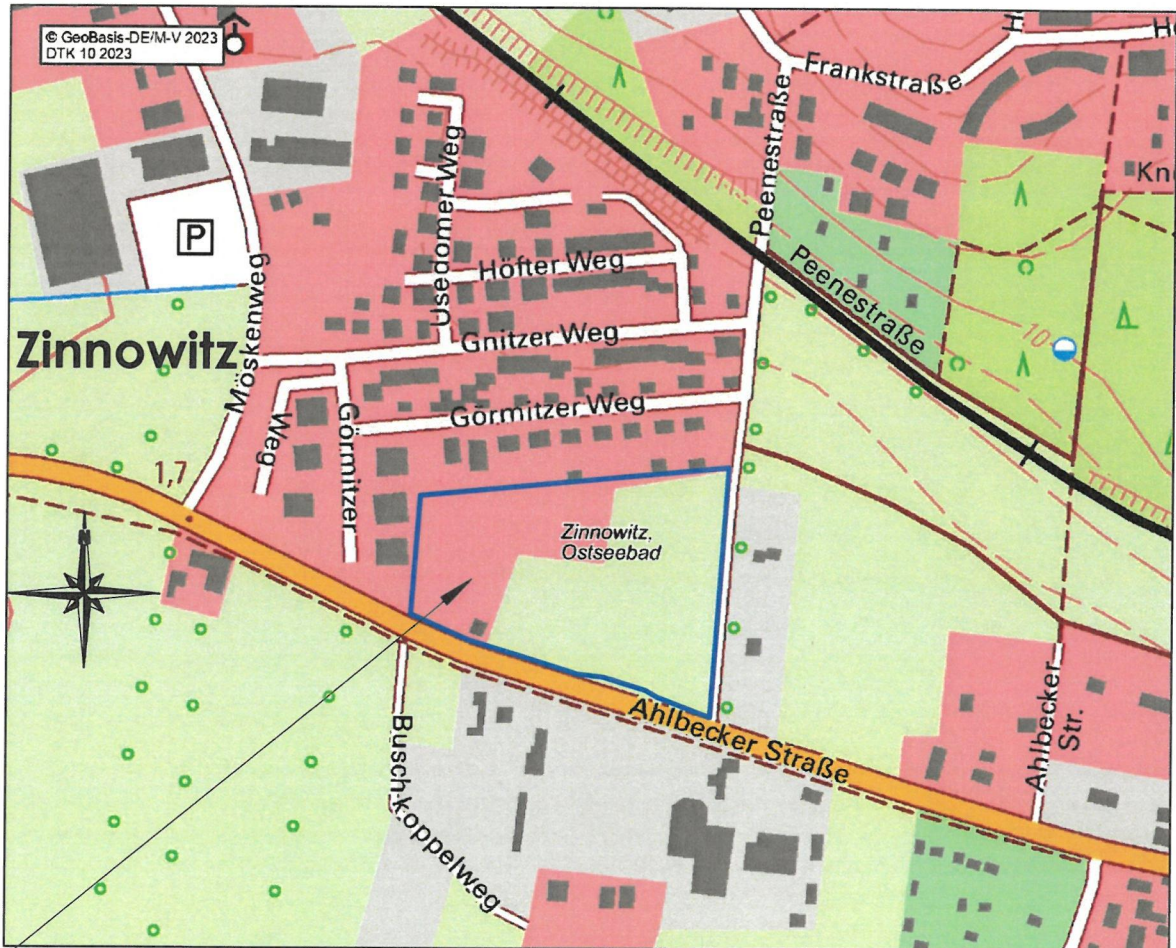 © GeoBasis-DE/M-V 2023
DTK 10 2023
Frankstraße
Peenestraße
Usedomer Weg
P
Höfter Weg
Peenestraße
10
Zinnowitz
Möskenweg
Gnitzer Weg
Görmitzer Weg
Görmitzer
Weg
1,7
N
Zinnowitz,
Ostseebad
Ahlbecker Straße
Ahlbecker
Str.
Buschkoppelweg